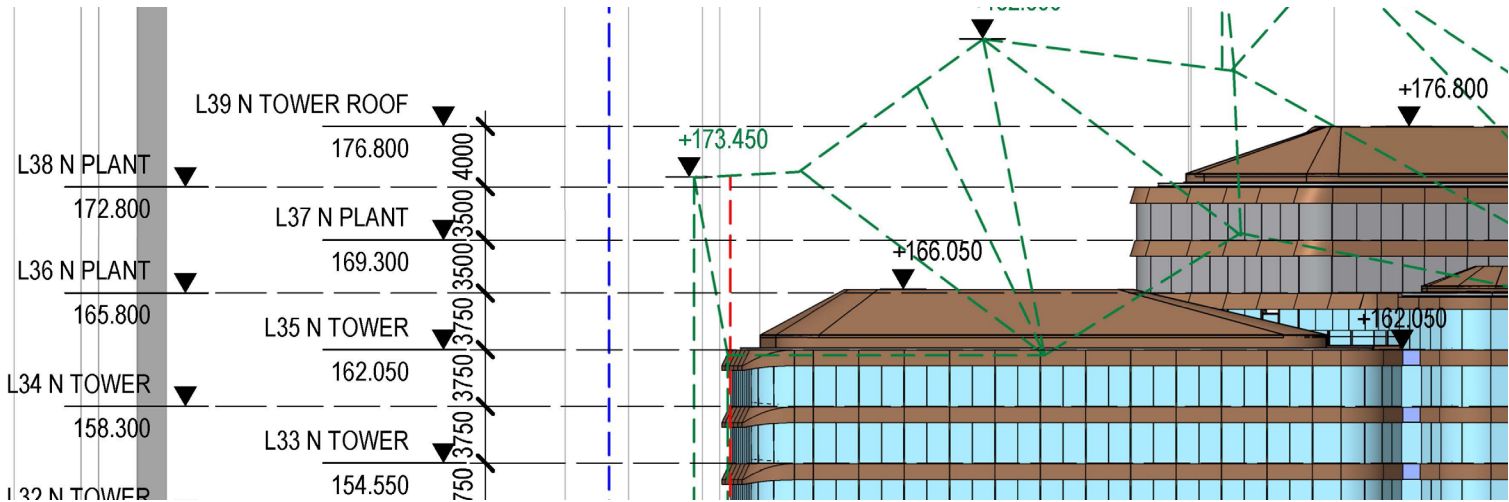 L39 N TOWER ROOF
176.800
L38 N PLANT
172.800
L37 N PLANT
169.300
L36 N PLANT
165.800
L35 N TOWER
162.050
L34 N TOWER
158.300
L33 N TOWER
154.550
L32 N TOWER
4000
3500
3500
3750
3750
3750
+173.450
+166.050
+176.800
+162.050